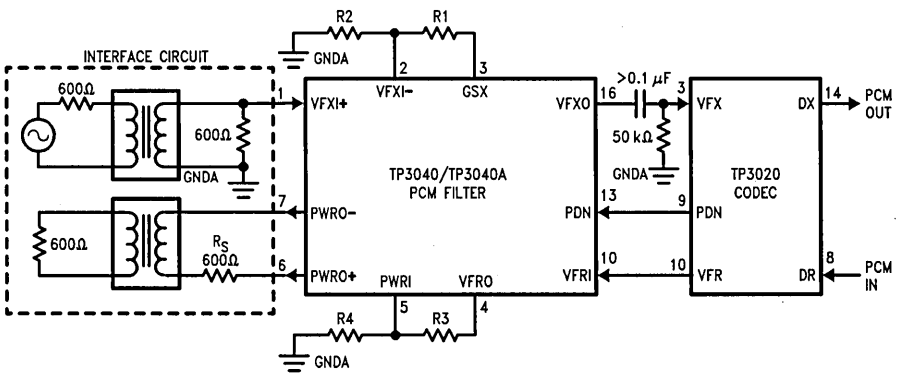 R2
R1
GNDA
INTERFACE CIRCUIT
2
3
600Ω
1
VFXI+
VFXI−
GSX
VFXO
16
>0.1 μF
3
VFX
DX
14
PCM
OUT
600Ω
50 kΩ
GNDA
GNDA
TP3040/TP3040A
PCM FILTER
TP3020
CODEC
7
PWRO−
PDN
13
9
PDN
600Ω
RS
600Ω
6
PWRO+
VFRI
10
10
VFR
DR
8
PCM
IN
PWRI
VFRO
5
4
R4
R3
GNDA